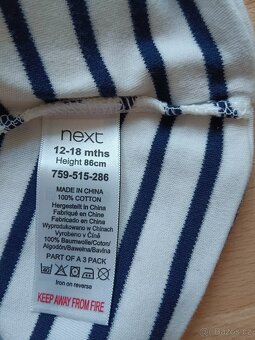 next
12-18 mths
Height 86cm
759-515-286
MADE IN CHINA
100% COTTON
Hergestellt in China
Fabriqué en Chine
Fabricado en China
Wyprodukowano w Chinach
Vyrobeno v Číně
100% Baumwolle/Coton/
Algodón/Bawełna/Bavlna
PART OF A 3 PACK
40
Iron on reverse
KEEP AWAY FROM FIRE